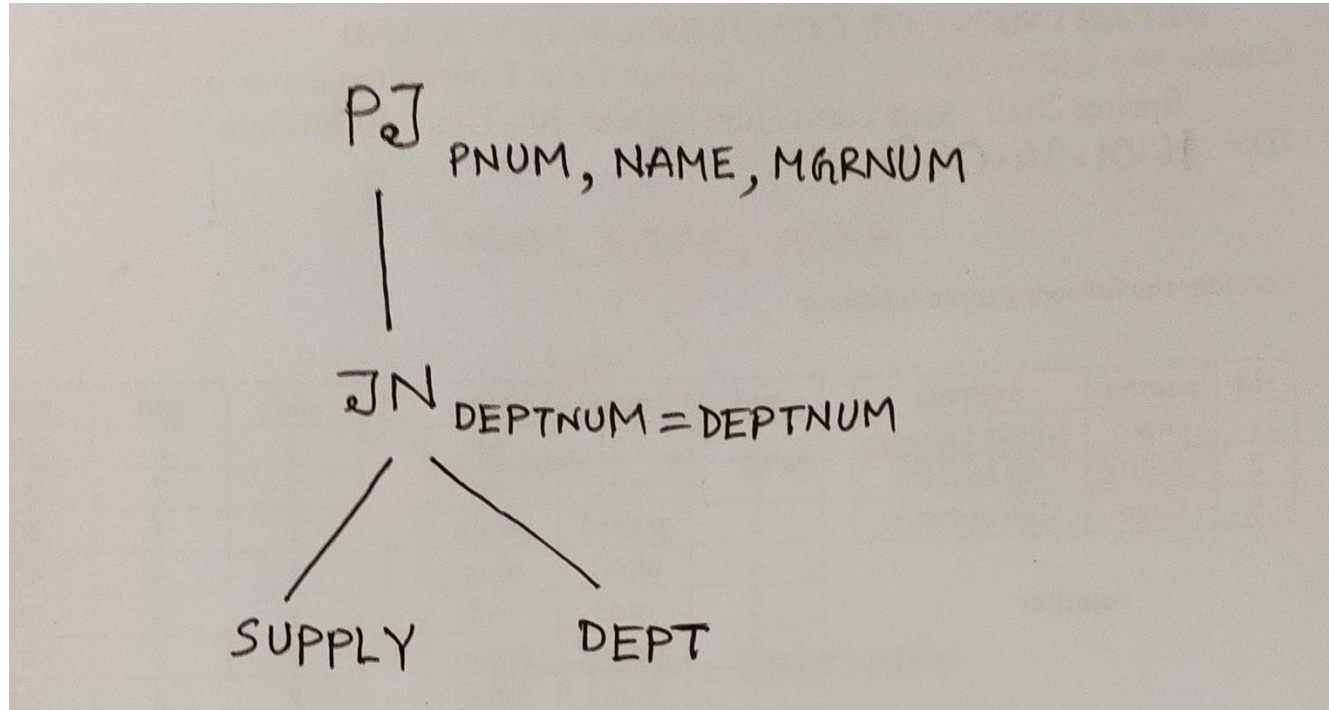 PJ
PNUM, NAME, MGRNUM
JN
DEPTNUM = DEPTNUM
SUPPLY DEPT